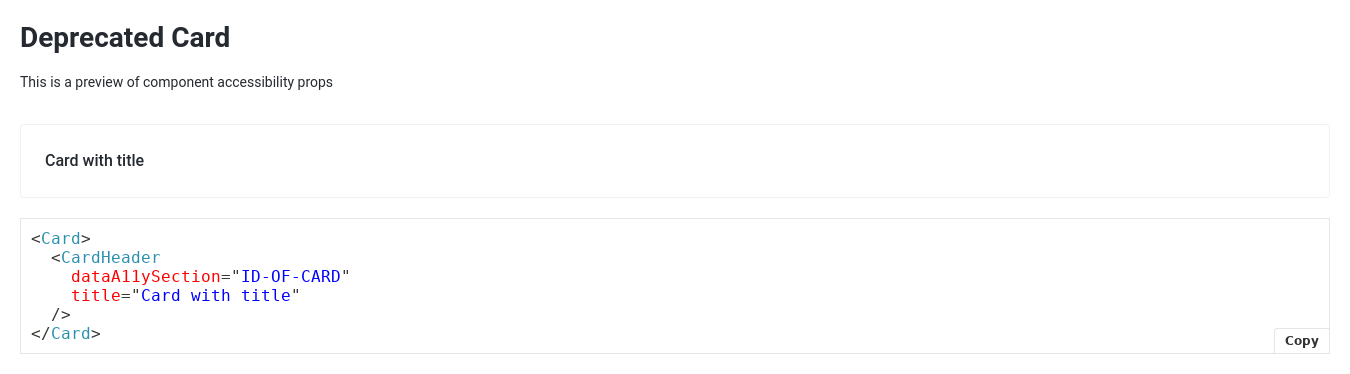 Deprecated Card
This is a preview of component accessibility props
Card with title
<Card>
  <CardHeader
    dataA11ySection="ID-OF-CARD"
    title="Card with title"
  />
</Card>
Copy